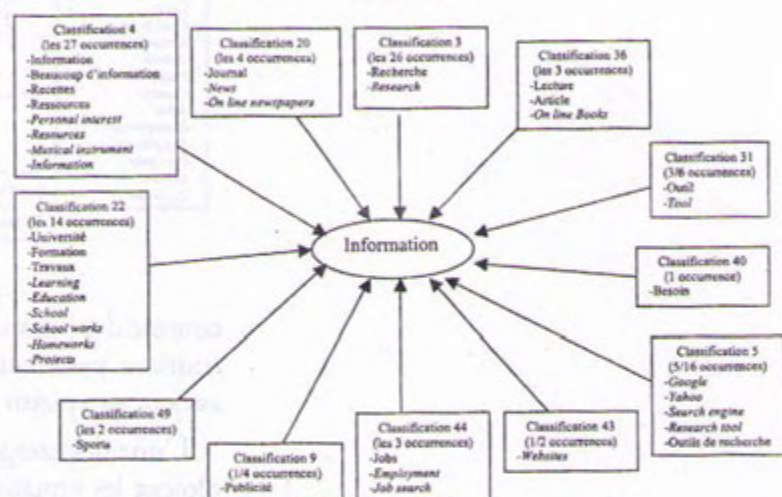 Classification 4
(les 27 occurrences)
-Information
-Beaucoup d'information
-Recettes
-Ressources
-Personal interest
-Resources
-Musical instrument
-Information
Classification 20
(les 4 occurrences)
-Journal
-News
-On line newspapers
Classification 3
(les 26 occurrences)
-Recherche
-Research
Classification 36
(les 3 occurrences)
-Lecture
-Article
-On line Books
Classification 31
(3/6 occurrences)
-Outil
-Tool
Classification 22
(les 14 occurrences)
-Université
-Formation
-Travaux
-Learning
-Education
-School
-School works
-Homeworks
-Projects
Information
Classification 40
(1 occurrence)
-Besoin
Classification 5
(5/16 occurrences)
-Google
-Yahoo
-Search engine
-Research tool
-Outils de recherche
Classification 49
(les 2 occurrences)
-Sports
Classification 9
(1/4 occurrences)
-Publicité
Classification 44
(les 3 occurrences)
-Jobs
-Employment
-Job search
Classification 43
(1/2 occurrences)
-Websites